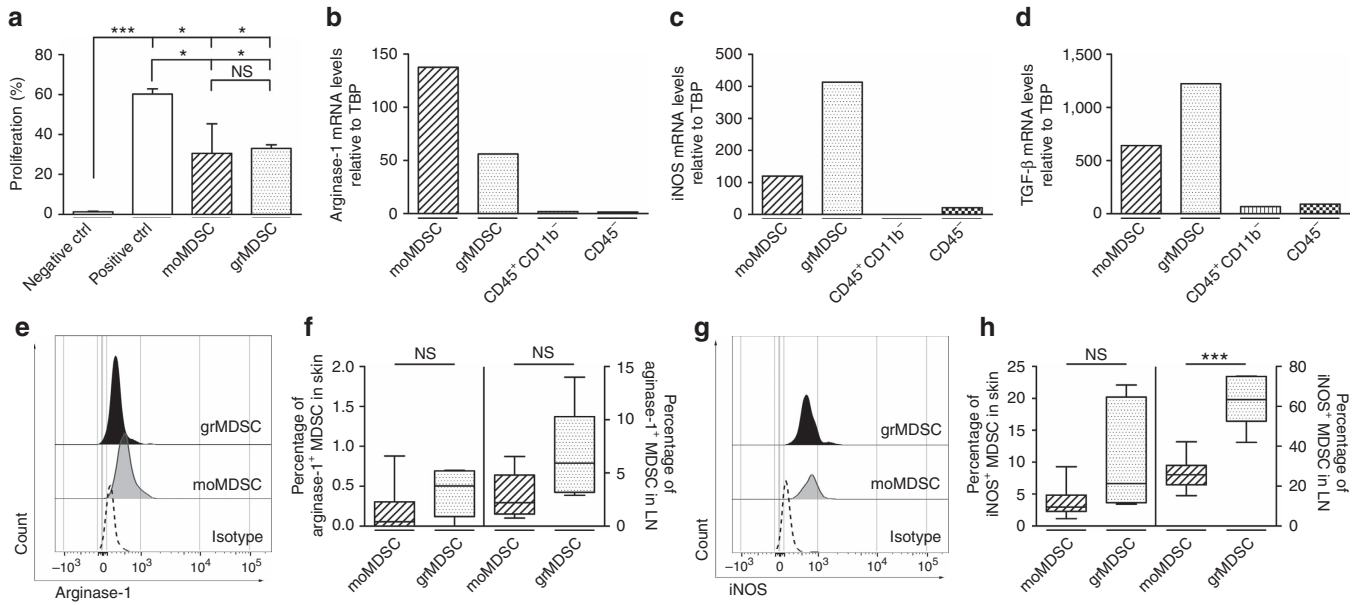 a
***
*
*
*
*
NS
Proliferation (%)
80
60
40
20
0
Negative ctrl
Positive ctrl
moMDSC
grMDSC
b
Arginase-1 mRNA levels
relative to TBP
150
100
50
0
moMDSC
grMDSC
CD45+ CD11b−
CD45−
c
iNOS mRNA levels
relative to TBP
500
400
300
200
100
0
moMDSC
grMDSC
CD45+ CD11b−
CD45−
d
TGF-β mRNA levels
relative to TBP
1,500
1,000
500
0
moMDSC
grMDSC
CD45+ CD11b−
CD45−
e
grMDSC
moMDSC
Isotype
Count
−10³ 0 10³ 10⁴ 10⁵
Arginase-1
f
NS
NS
Percentage of
arginase-1+ MDSC in skin
2.0
1.5
1.0
0.5
0.0
15
10
5
0
Percentage of
aginase-1+ MDSC in LN
moMDSC
grMDSC
moMDSC
grMDSC
g
grMDSC
moMDSC
Isotype
Count
−10³ 0 10³ 10⁴ 10⁵
iNOS
h
NS
***
Percentage of
iNOS+ MDSC in skin
25
20
15
10
5
0
80
60
40
20
0
Percentage of
iNOS+ MDSC in LN
moMDSC
grMDSC
moMDSC
grMDSC